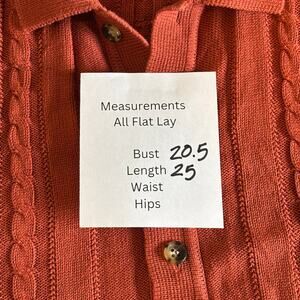 Measurements
All Flat Lay
Bust 20.5
Length 25
Waist
Hips